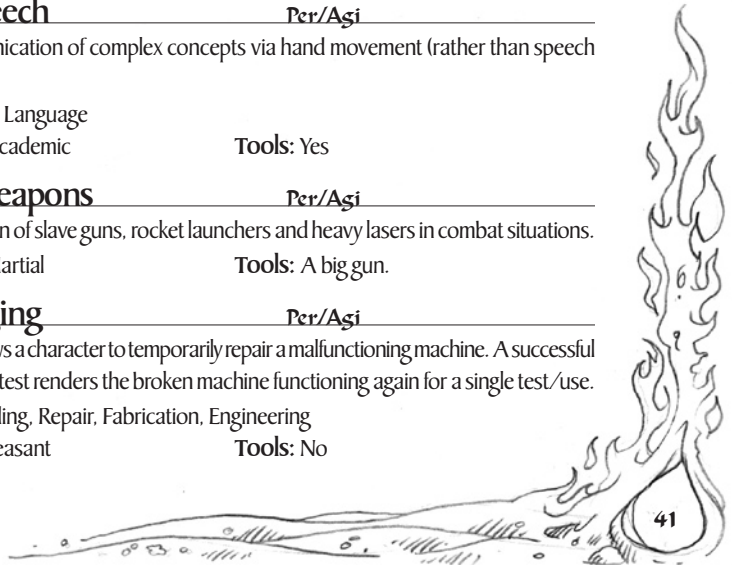 eech Per/Agi
nication of complex concepts via hand movement (rather than speech
Language
cademic Tools: Yes
eapons Per/Agi
n of slave guns, rocket launchers and heavy lasers in combat situations.
artial Tools: A big gun.
ing Per/Agi
ws a character to temporarily repair a malfunctioning machine. A successful
test renders the broken machine functioning again for a single test/use.
ling, Repair, Fabrication, Engineering
easant Tools: No
41